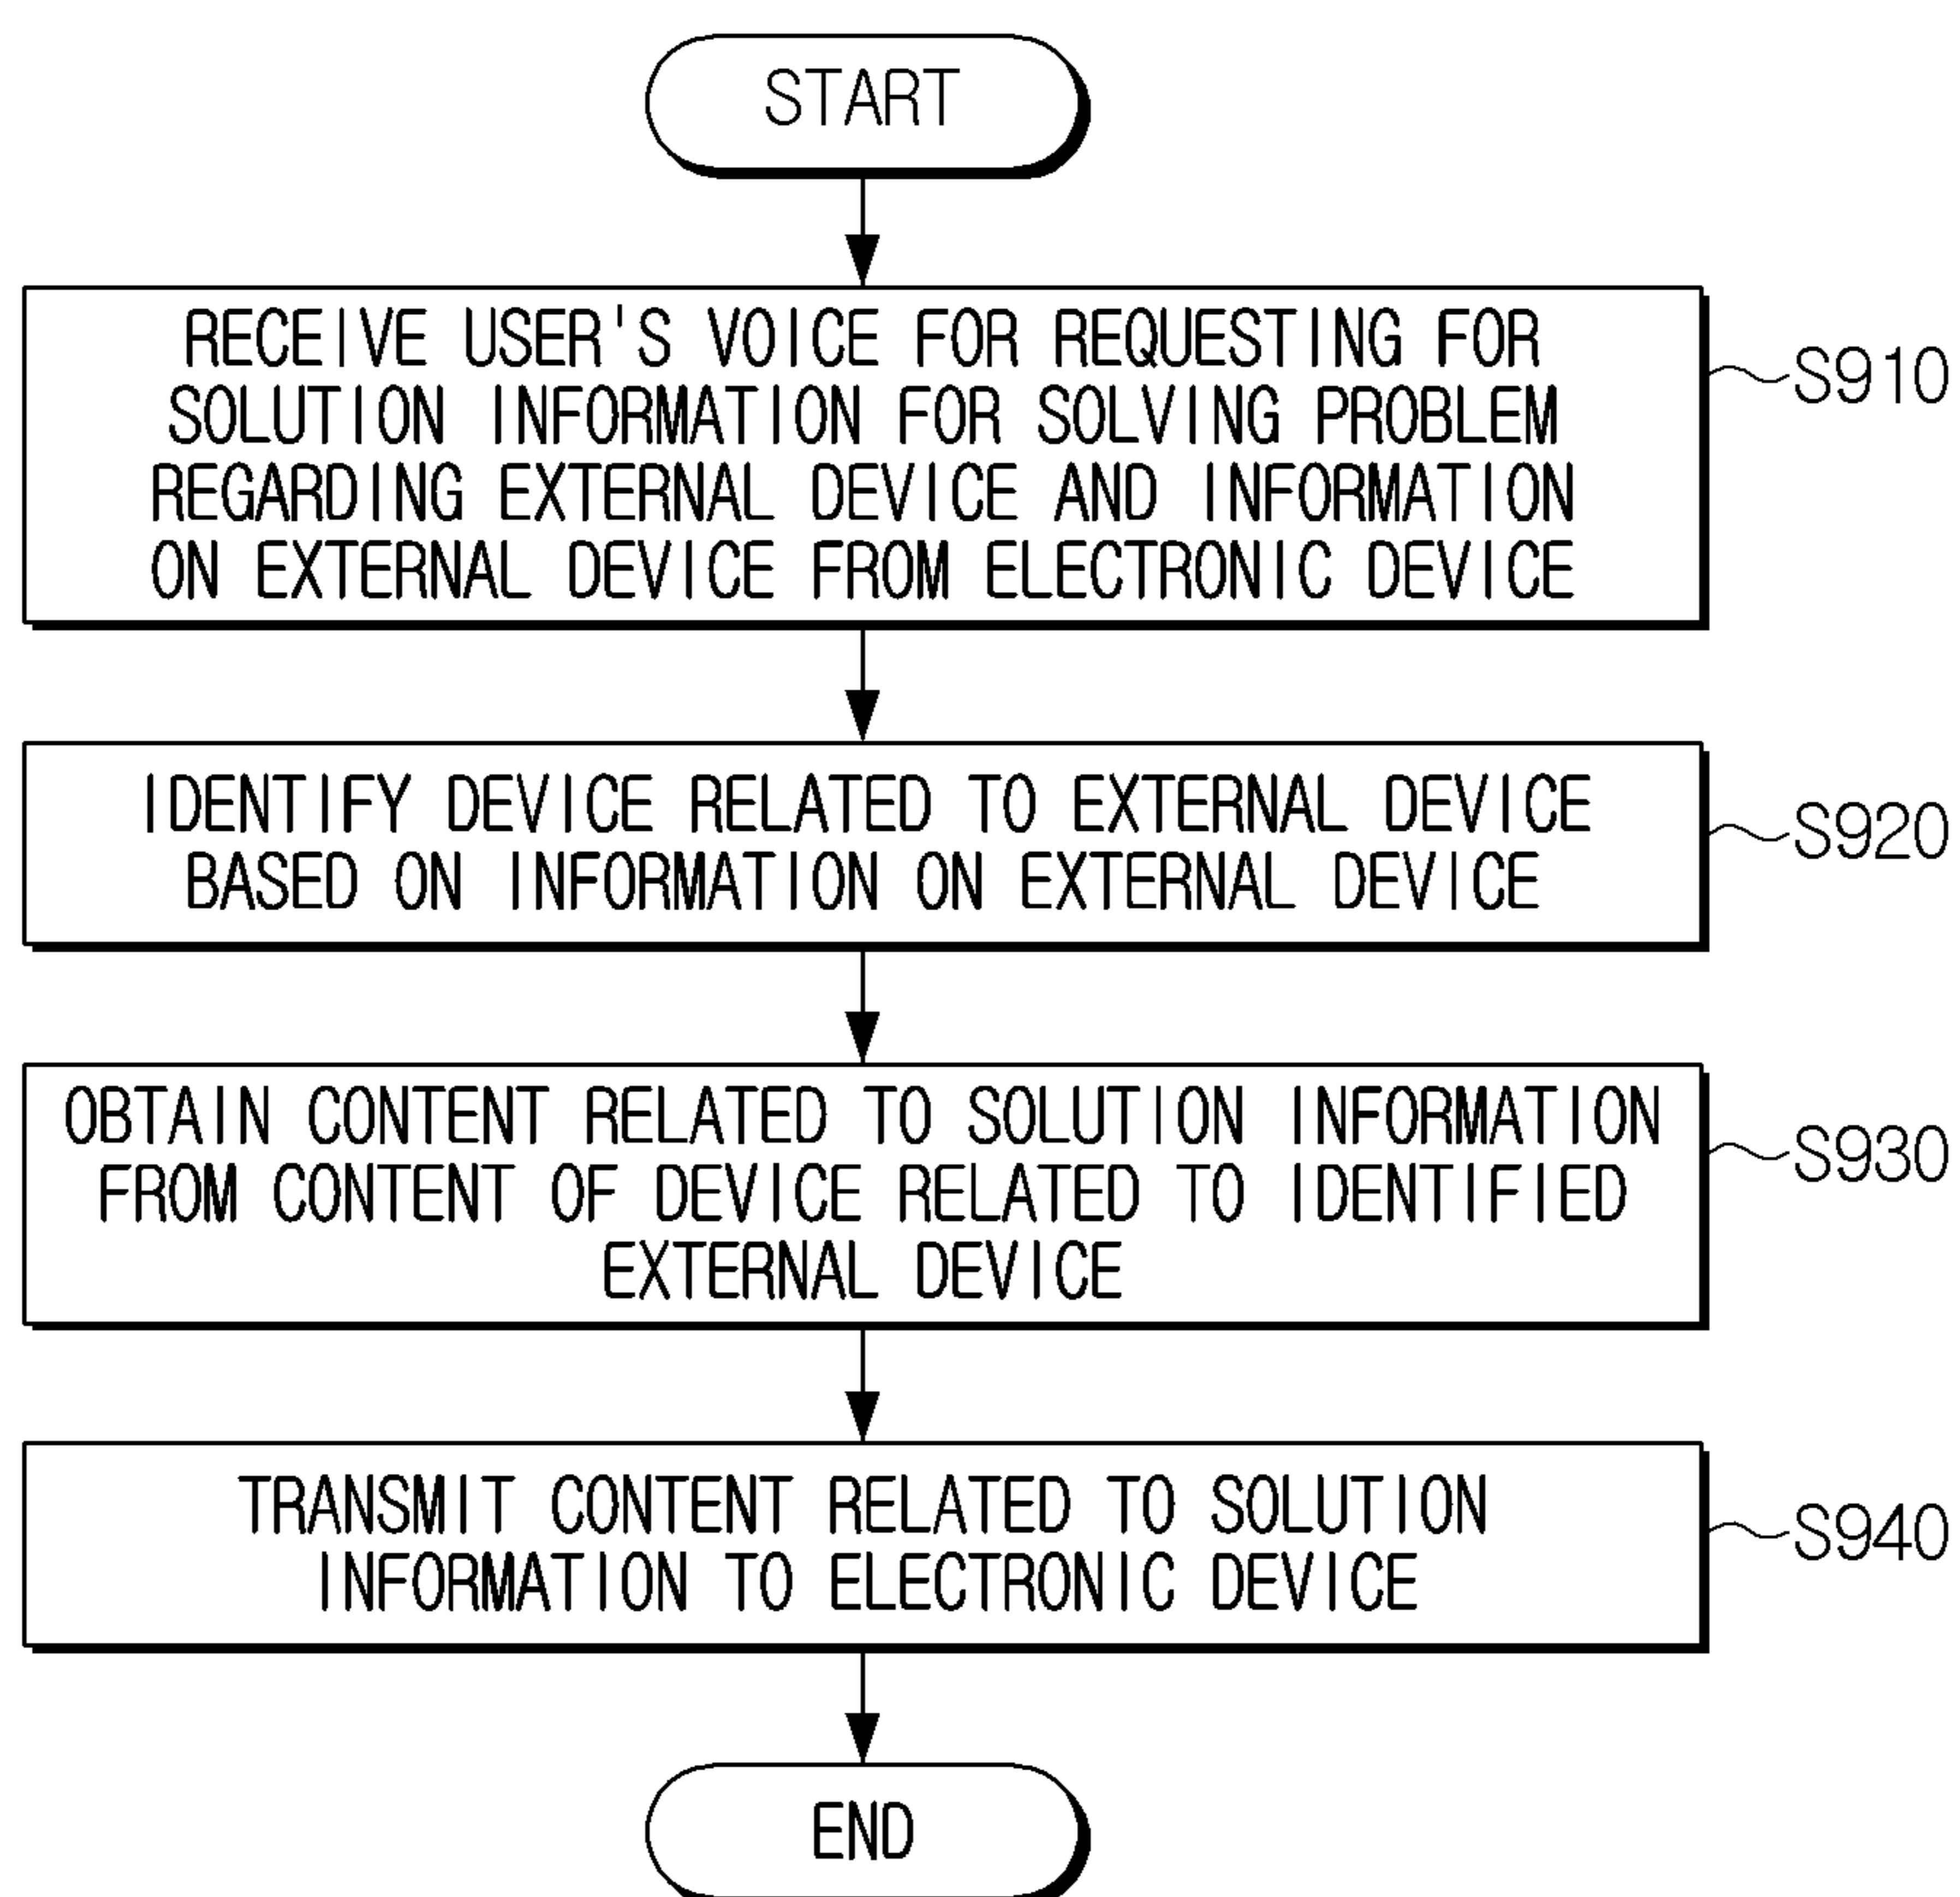 START
RECEIVE USER'S VOICE FOR REQUESTING FOR
SOLUTION INFORMATION FOR SOLVING PROBLEM
REGARDING EXTERNAL DEVICE AND INFORMATION
ON EXTERNAL DEVICE FROM ELECTRONIC DEVICE
S910
IDENTIFY DEVICE RELATED TO EXTERNAL DEVICE
BASED ON INFORMATION ON EXTERNAL DEVICE
S920
OBTAIN CONTENT RELATED TO SOLUTION INFORMATION
FROM CONTENT OF DEVICE RELATED TO IDENTIFIED
EXTERNAL DEVICE
S930
TRANSMIT CONTENT RELATED TO SOLUTION
INFORMATION TO ELECTRONIC DEVICE
S940
END